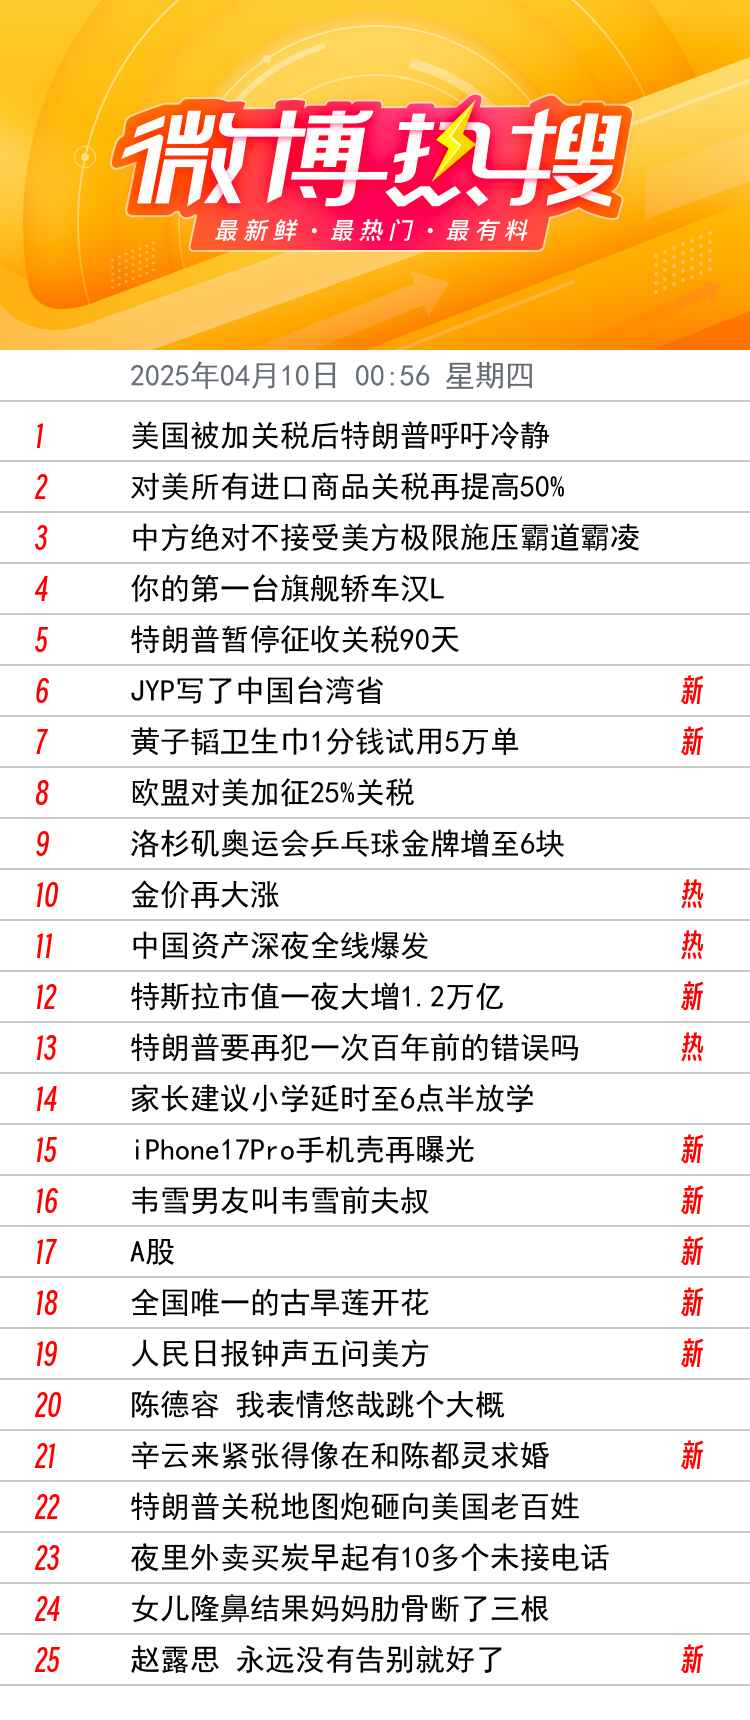 微博热搜
最新鲜·最热门·最有料
2025年04月10日 00:56 星期四
1 美国被加关税后特朗普呼吁冷静
2 对美所有进口商品关税再提高50%
3 中方绝对不接受美方极限施压霸道霸凌
4 你的第一台旗舰轿车汉L
5 特朗普暂停征收关税90天
6 JYP写了中国台湾省 新
7 黄子韬卫生巾1分钱试用5万单 新
8 欧盟对美加征25%关税
9 洛杉矶奥运会乒乓球金牌增至6块
10 金价再大涨 热
11 中国资产深夜全线爆发 热
12 特斯拉市值一夜大增1.2万亿 新
13 特朗普要再犯一次百年前的错误吗 热
14 家长建议小学延时至6点半放学
15 iPhone17Pro手机壳再曝光 新
16 韦雪男友叫韦雪前夫叔 新
17 A股 新
18 全国唯一的古旱莲开花 新
19 人民日报钟声五问美方 新
20 陈德容 我表情悠哉跳个大概
21 辛云来紧张得像在和陈都灵求婚 新
22 特朗普关税地图炮砸向美国老百姓
23 夜里外卖买炭早起有10多个未接电话
24 女儿隆鼻结果妈妈肋骨断了三根
25 赵露思 永远没有告别就好了 新